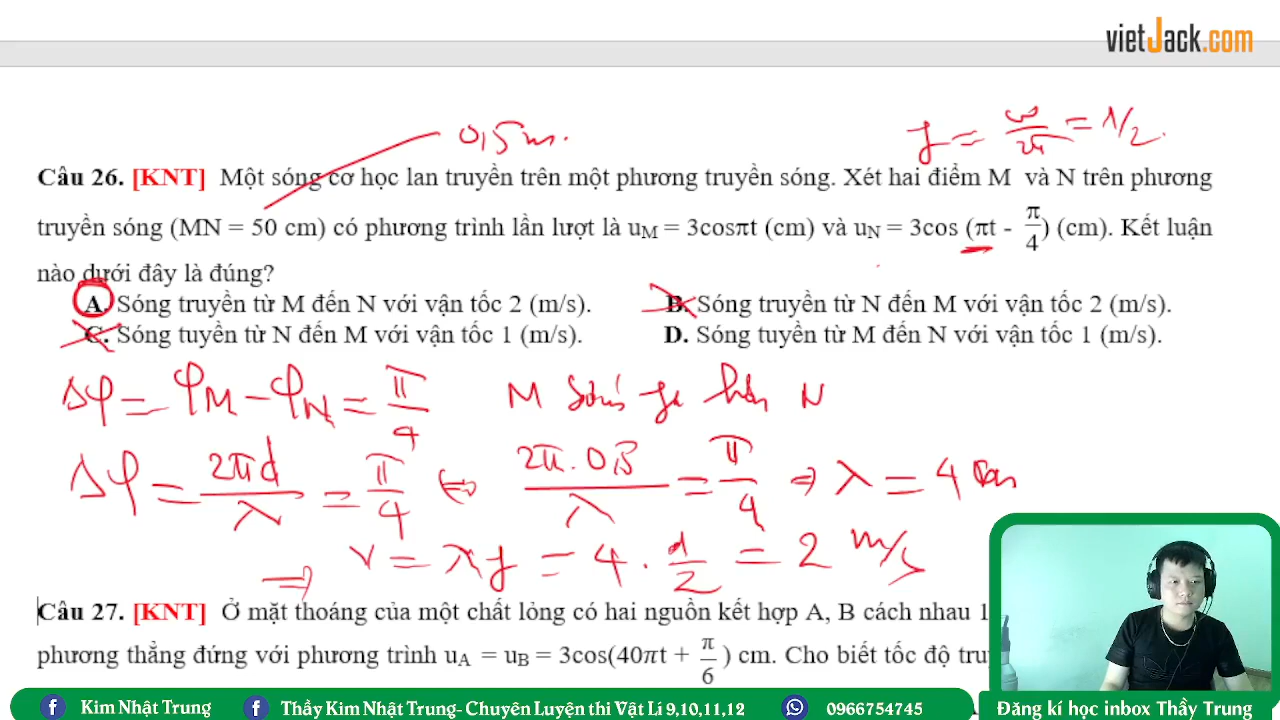 vietJack.com
0,5 m.
f = ω/2π = 1/2
Câu 26. [KNT] Một sóng cơ học lan truyền trên một phương truyền sóng. Xét hai điểm M và N trên phương
truyền sóng (MN = 50 cm) có phương trình lần lượt là uM = 3cosπt (cm) và uN = 3cos (πt - π/4) (cm). Kết luận
nào dưới đây là đúng?
A. Sóng truyền từ M đến N với vận tốc 2 (m/s). B. Sóng truyền từ N đến M với vận tốc 2 (m/s).
C. Sóng tuyền từ N đến M với vận tốc 1 (m/s). D. Sóng tuyền từ M đến N với vận tốc 1 (m/s).
Δφ = φM - φN = π/4 M hơn N
Δφ = 2πd/λ = π/4 ⇔ = π/4 ⇒ λ = 4
⇒ v = λf = 4 . 1/2 = 2 m/s
Câu 27. [KNT] Ở mặt thoáng của một chất lỏng có hai nguồn kết hợp A, B cách nhau 1
phương thẳng đứng với phương trình uA = uB = 3cos(40πt + π/6) cm. Cho biết tốc độ
Kim Nhật Trung Thầy Kim Nhật Trung- Chuyên Luyện thi Vật Lí 9,10,11,12 0966754745 Đăng kí học inbox Thầy Trung